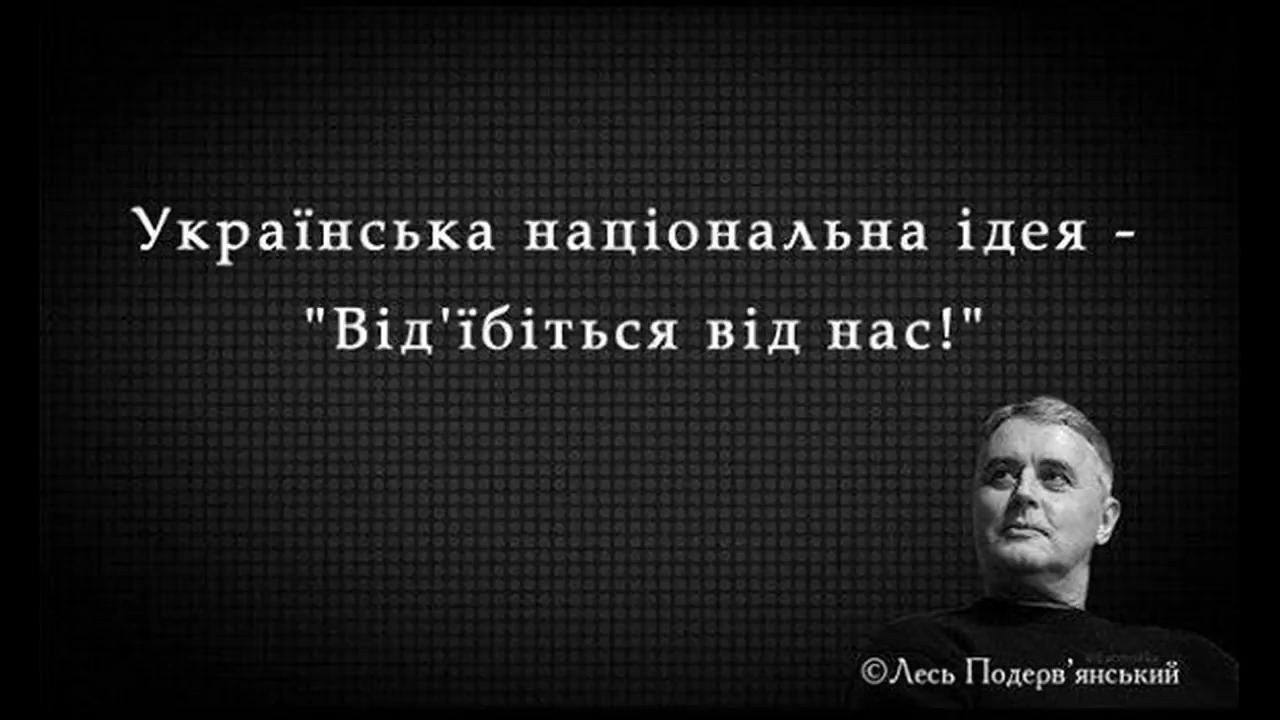 Українська національна ідея -
"Від'їбіться від нас!"
©Лесь Подерв’янський